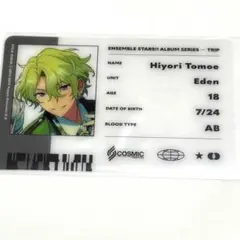 ENSEMBLE STARS!! ALBUM SERIES — TRIP
NAME
Hiyori Tomoe
UNIT
Eden
AGE
18
DATE OF BIRTH
7/24
BLOOD TYPE
AB
COSMIC